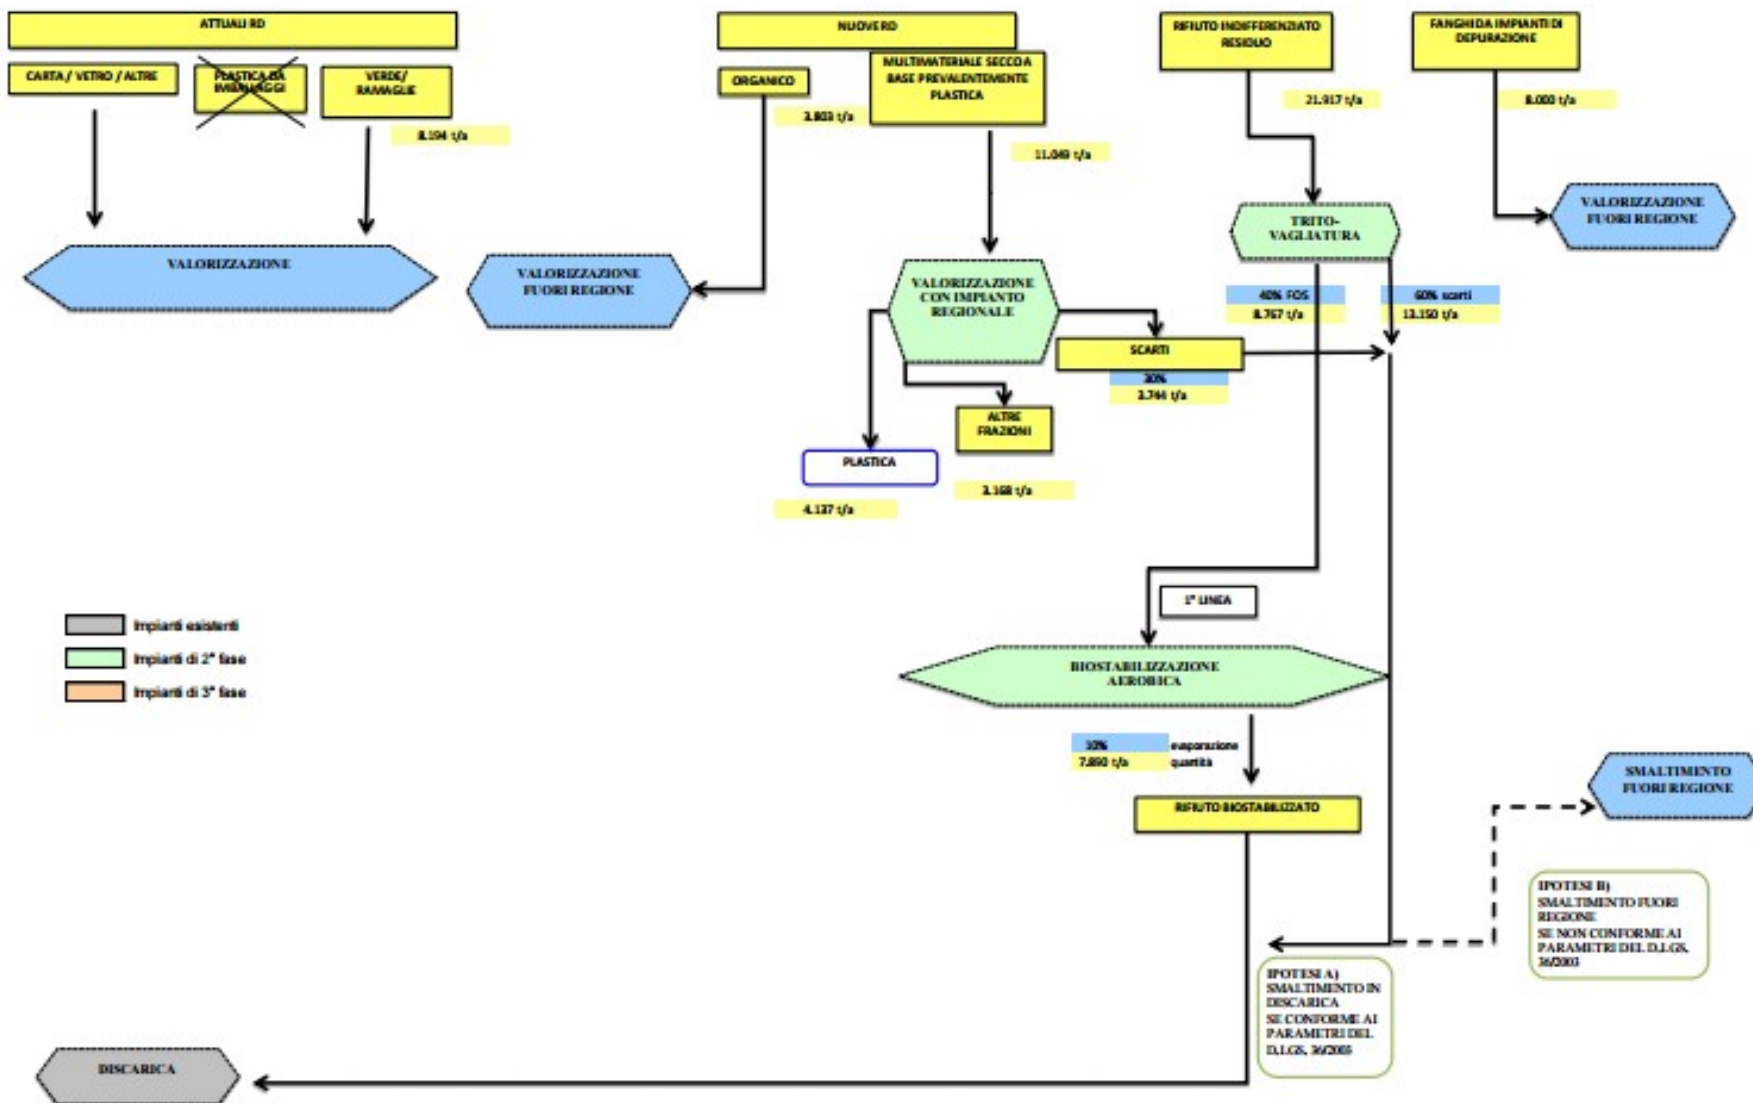 ATTUALI RD
CARTA / VETRO / ALTRE
PLASTICA DA
IMBALLAGGI
VERDE/
RAMAGLIE
8.194 t/a
VALORIZZAZIONE
NUOVE RD
ORGANICO
3.803 t/a
MULTIMATERIALE SECCO A
BASE PREVALENTEMENTE
PLASTICA
11.049 t/a
VALORIZZAZIONE
FUORI REGIONE
VALORIZZAZIONE
CON IMPIANTO
REGIONALE
SCARTI
30%
3.744 t/a
ALTRE
FRAZIONI
3.168 t/a
PLASTICA
4.137 t/a
RIFIUTO INDIFFERENZIATO
RESIDUO
21.917 t/a
TRITO-
VAGLIATURA
40% FOS
8.767 t/a
60% scarti
13.150 t/a
FANGHI DA IMPIANTI DI
DEPURAZIONE
8.000 t/a
VALORIZZAZIONE
FUORI REGIONE
1° LINEA
BIOSTABILIZZAZIONE
AEROBICA
10% evaporazione
7.890 t/a quantità
RIFIUTO BIOSTABILIZZATO
Impianti esistenti
Impianti di 2° fase
Impianti di 3° fase
SMALTIMENTO
FUORI REGIONE
IPOTESI B)
SMALTIMENTO FUORI
REGIONE
SE NON CONFORME AI
PARAMETRI DEL D.LGS.
36/2003
IPOTESI A)
SMALTIMENTO IN
DISCARICA
SE CONFORME AI
PARAMETRI DEL
D.LGS. 36/2003
DISCARICA